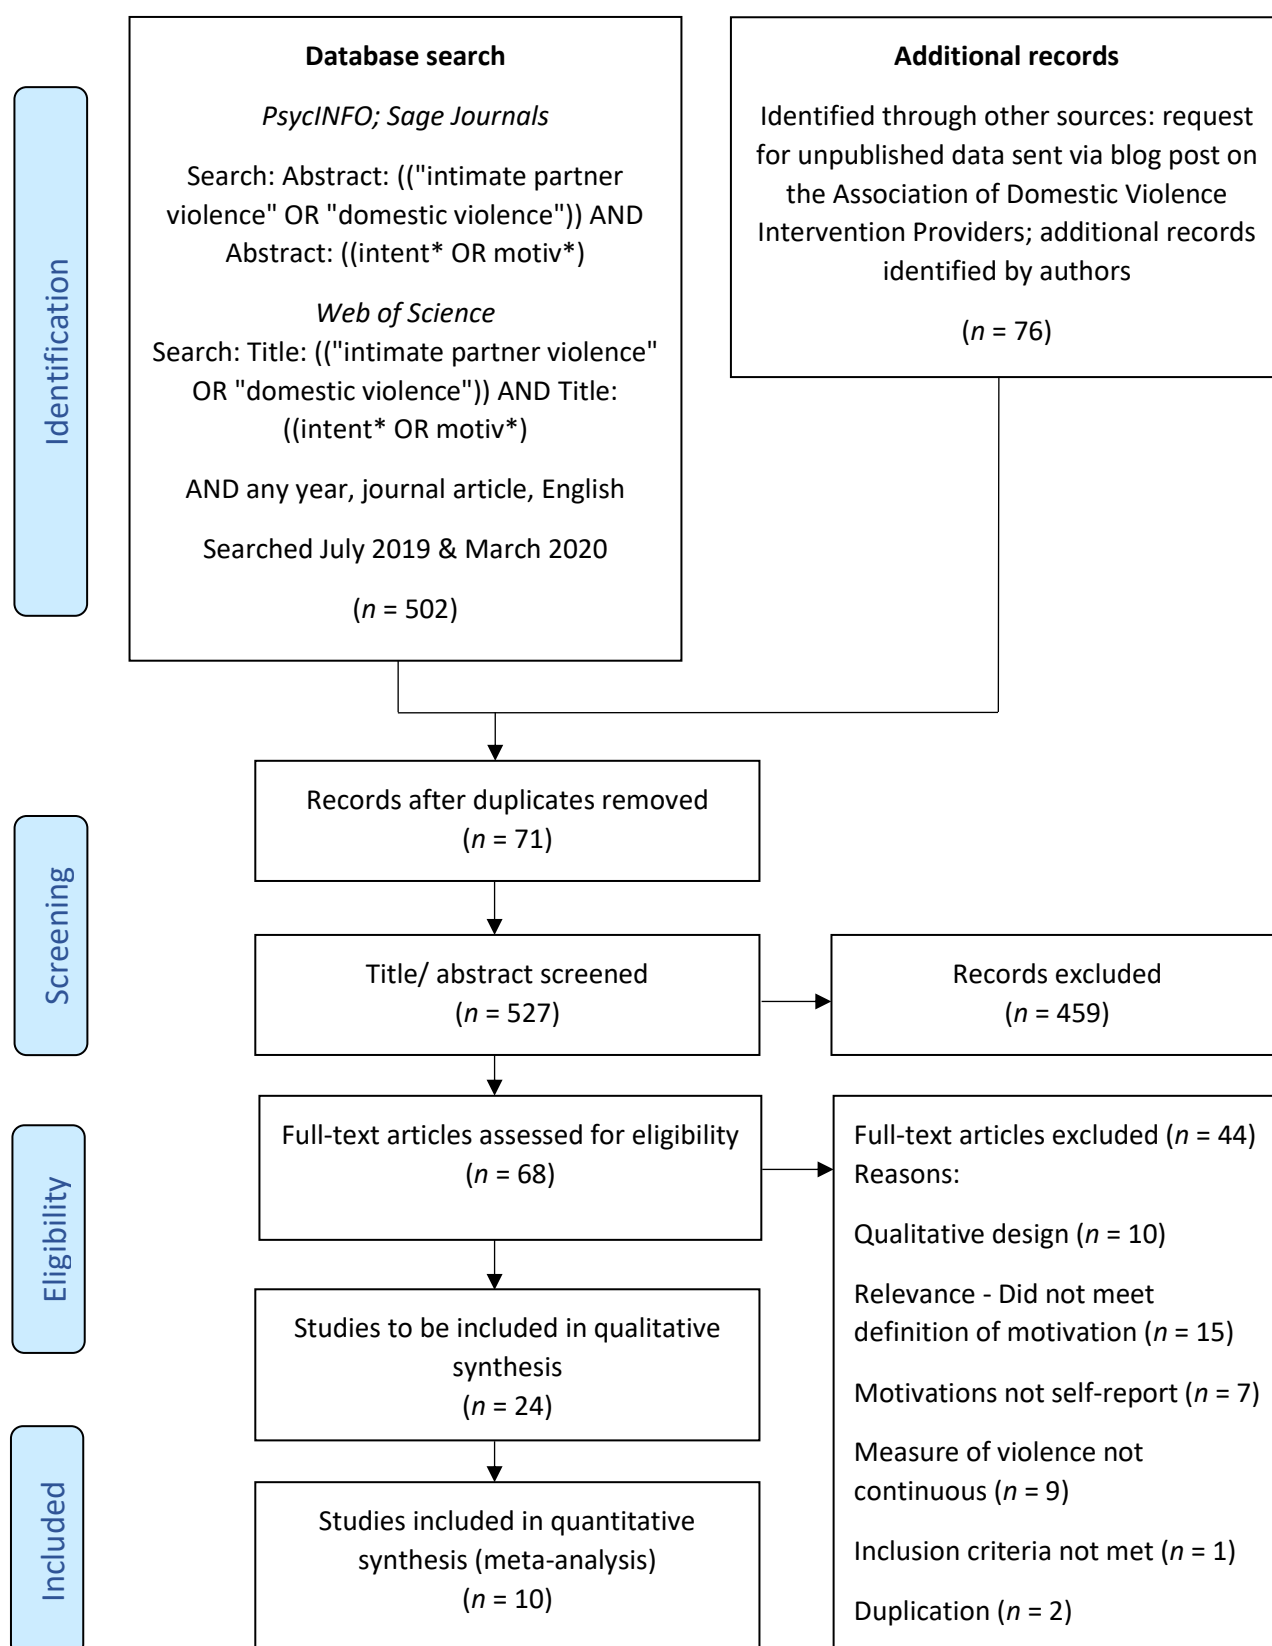 Database search
PsycINFO; Sage Journals
Search: Abstract: (("intimate partner
violence" OR "domestic violence")) AND
Abstract: ((intent* OR motiv*)
Web of Science
Search: Title: (("intimate partner violence"
OR "domestic violence")) AND Title:
((intent* OR motiv*)
AND any year, journal article, English
Searched July 2019 & March 2020
(n = 502)
Additional records
Identified through other sources: request
for unpublished data sent via blog post on
the Association of Domestic Violence
Intervention Providers; additional records
identified by authors
(n = 76)
Identification
Records after duplicates removed
(n = 71)
Screening
Title/ abstract screened
(n = 527)
Records excluded
(n = 459)
Eligibility
Full-text articles assessed for eligibility
(n = 68)
Full-text articles excluded (n = 44)
Reasons:
Qualitative design (n = 10)
Relevance - Did not meet
definition of motivation (n = 15)
Motivations not self-report (n = 7)
Measure of violence not
continuous (n = 9)
Inclusion criteria not met (n = 1)
Duplication (n = 2)
Studies to be included in qualitative
synthesis
(n = 24)
Included
Studies included in quantitative
synthesis (meta-analysis)
(n = 10)